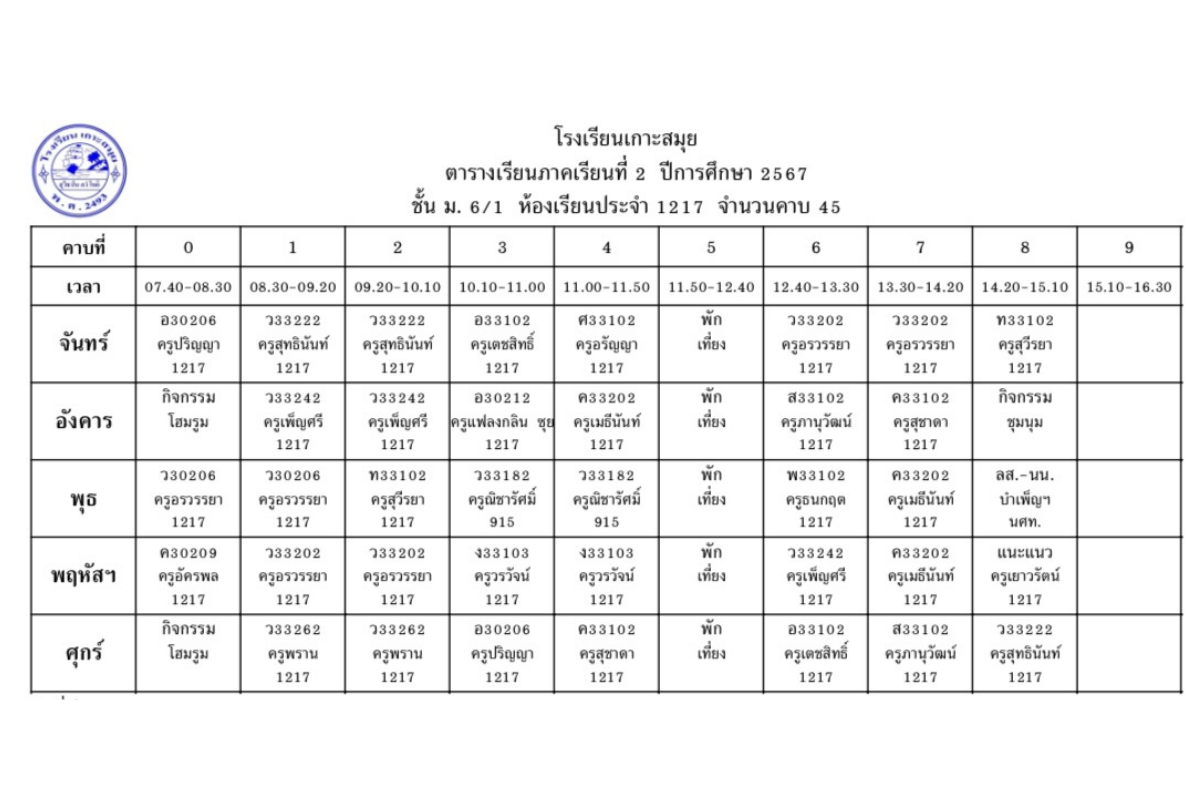 โรงเรียน เกาะสมุย
พ.ศ. 2493
โรงเรียนเกาะสมุย
ตารางเรียนภาคเรียนที่ 2 ปีการศึกษา 2567
ชั้น ม. 6/1 ห้องเรียนประจำ 1217 จำนวนคาบ 45
คาบที่ 0 1 2 3 4 5 6 7 8 9
เวลา 07.40-08.30 08.30-09.20 09.20-10.10 10.10-11.00 11.00-11.50 11.50-12.40 12.40-13.30 13.30-14.20 14.20-15.10 15.10-16.30
จันทร์
อ30206 ว33222 ว33222 อ33102 ศ33102 พัก ว33202 ว33202 ท33102
ครูปริญญา ครูสุทธินันท์ ครูสุทธินันท์ ครูเตชสิทธิ์ ครูอรัญญา เที่ยง ครูอรวรรยา ครูอรวรรยา ครูสุวีรยา
1217 1217 1217 1217 1217 1217 1217 1217
อังคาร
กิจกรรม ว33242 ว33242 อ30212 ค33202 พัก ส33102 ค33102 กิจกรรม
โฮมรูม ครูเพ็ญศรี ครูเพ็ญศรี ครูแฟลงกลิน ซุย ครูเมธีนันท์ เที่ยง ครูภานุวัฒน์ ครูสุชาดา ชุมนุม
1217 1217 1217 1217 1217 1217
พุธ
ว30206 ว30206 ท33102 ว33182 ว33182 พัก พ33102 ค33202 ลส.-นน.
ครูอรวรรยา ครูอรวรรยา ครูสุวีรยา ครูณิชารัศมิ์ ครูณิชารัศมิ์ เที่ยง ครูธนกฤต ครูเมธีนันท์ บำเพ็ญฯ
1217 1217 1217 915 915 1217 1217 นศท.
พฤหัสฯ
ค30209 ว33202 ว33202 ง33103 ง33103 พัก ว33242 ค33202 แนะแนว
ครูอัครพล ครูอรวรรยา ครูอรวรรยา ครูวรวัจน์ ครูวรวัจน์ เที่ยง ครูเพ็ญศรี ครูเมธีนันท์ ครูเยาวรัตน์
1217 1217 1217 1217 1217 1217 1217 1217
ศุกร์
กิจกรรม ว33262 ว33262 อ30206 ค33102 พัก อ33102 ส33102 ว33222
โฮมรูม ครูพราน ครูพราน ครูปริญญา ครูสุชาดา เที่ยง ครูเตชสิทธิ์ ครูภานุวัฒน์ ครูสุทธินันท์
1217 1217 1217 1217 1217 1217 1217